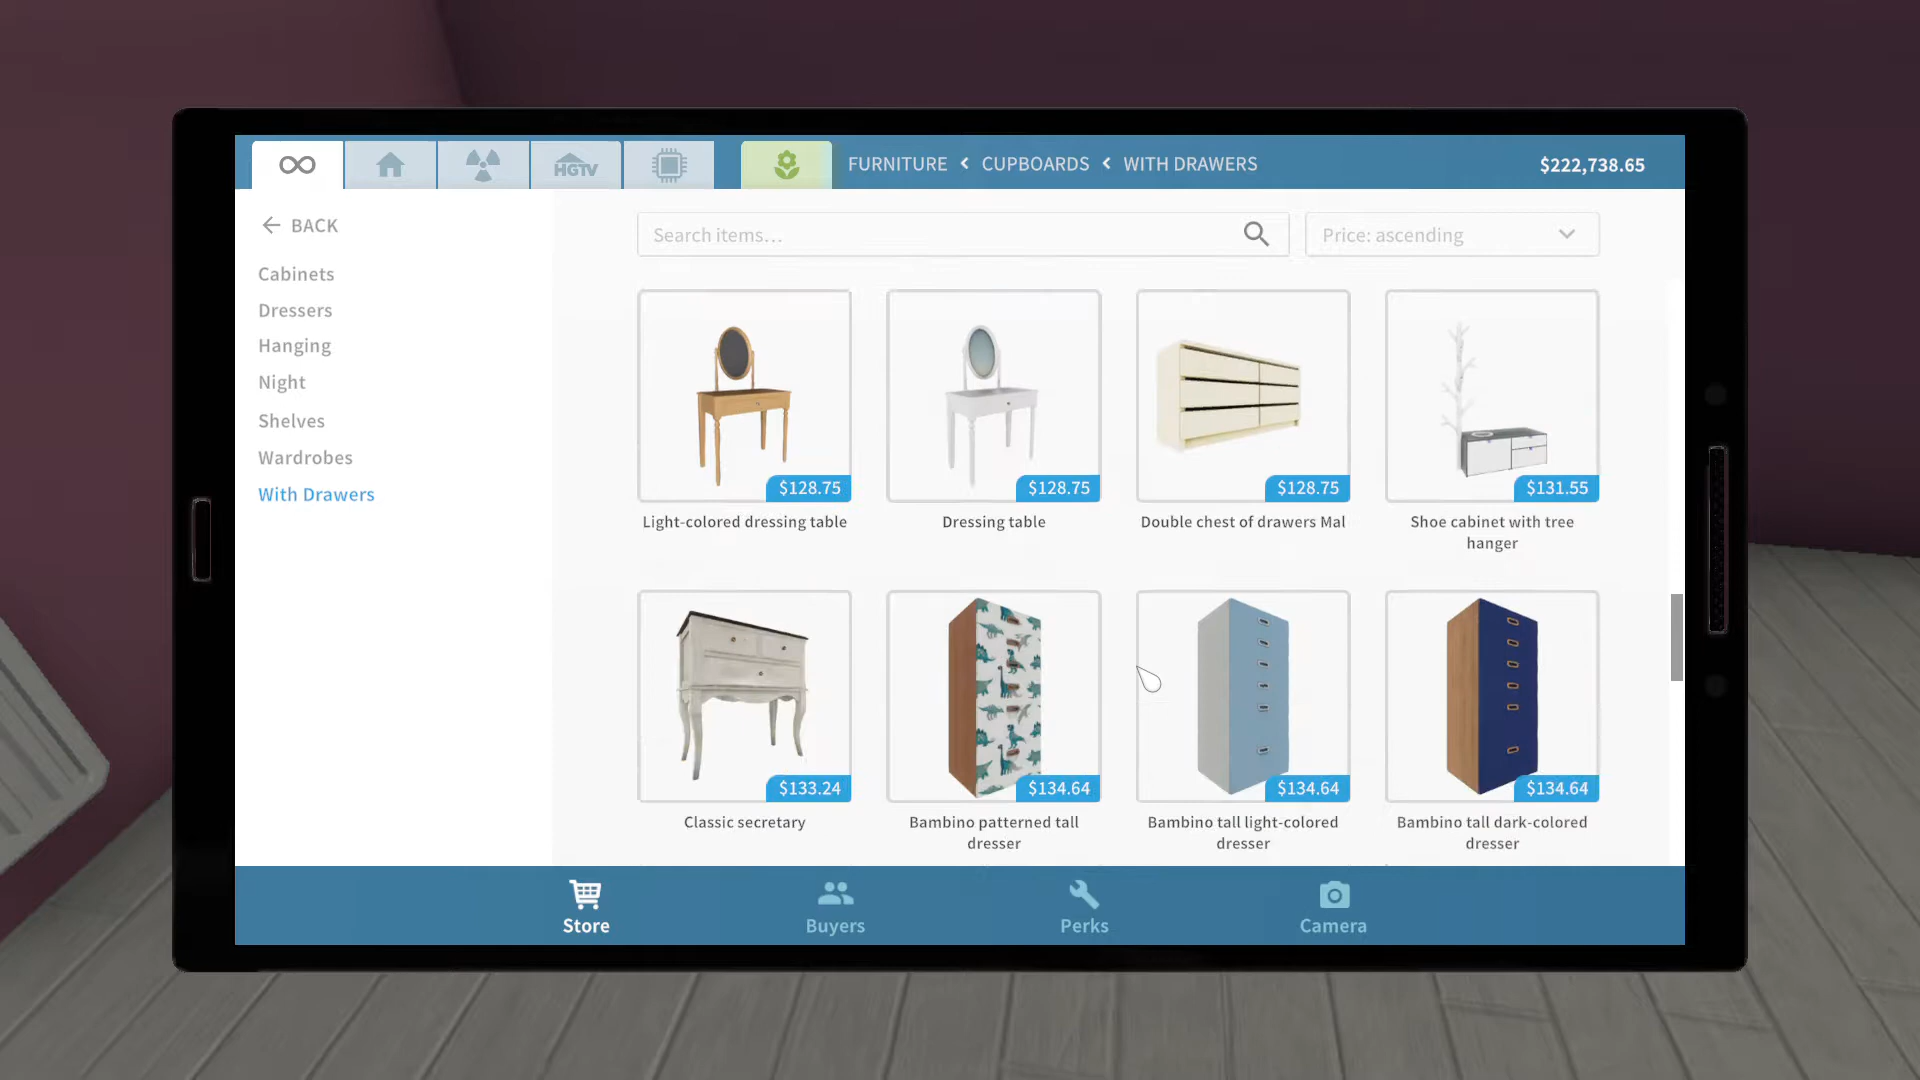 HGTV
FURNITURE < CUPBOARDS < WITH DRAWERS
$222,738.65
BACK
Search items...
Price: ascending
Cabinets
Dressers
Hanging
Night
Shelves
Wardrobes
With Drawers
$128.75
$128.75
$128.75
$131.55
Light-colored dressing table
Dressing table
Double chest of drawers Mal
Shoe cabinet with tree
hanger
$133.24
$134.64
$134.64
$134.64
Classic secretary
Bambino patterned tall
dresser
Bambino tall light-colored
dresser
Bambino tall dark-colored
dresser
Store
Buyers
Perks
Camera